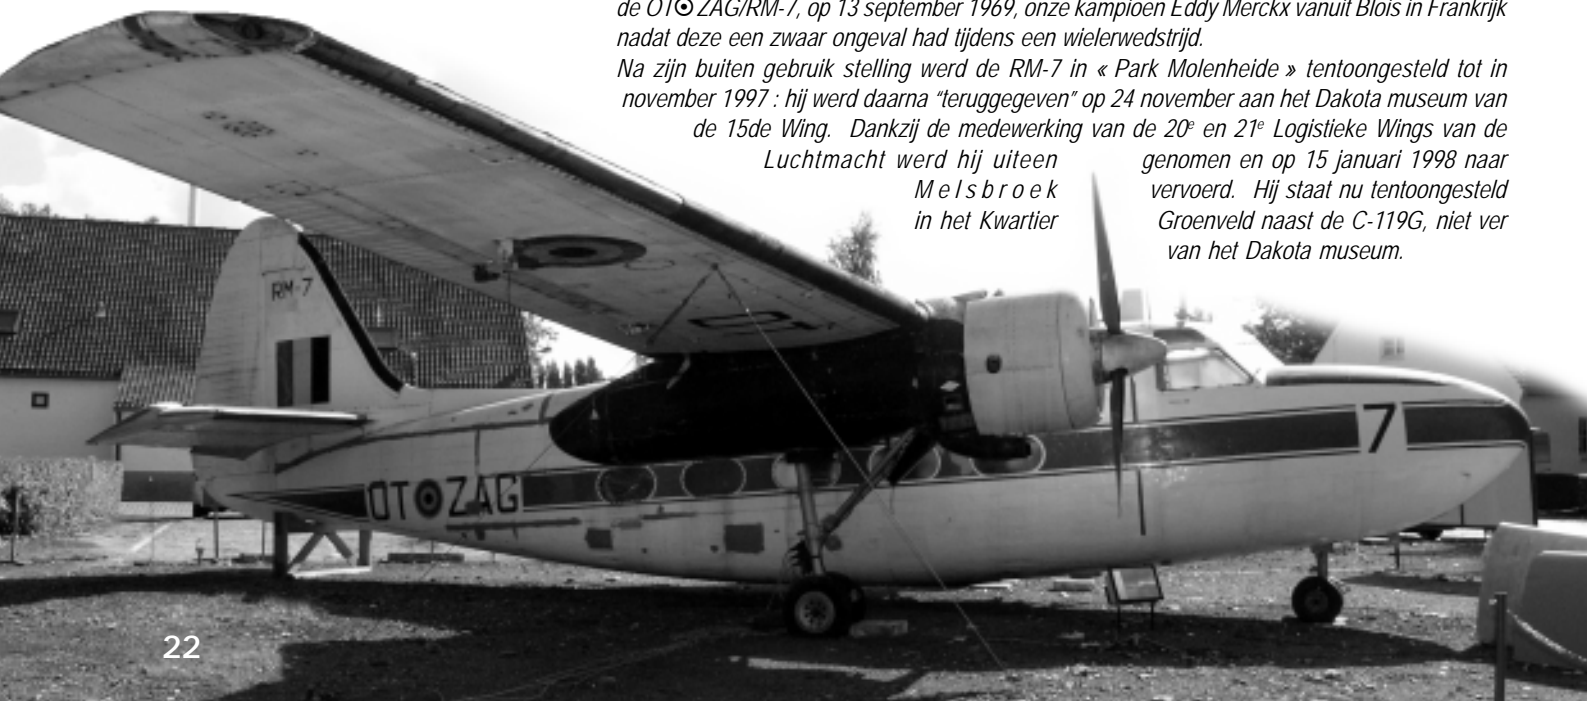 de OT ZAG/RM-7, op 13 september 1969, onze kampioen Eddy Merckx vanuit Blois in Frankrijk
nadat deze een zwaar ongeval had tijdens een wielerwedstrijd.
Na zijn buiten gebruik stelling werd de RM-7 in « Park Molenheide » tentoongesteld tot in
november 1997 : hij werd daarna “teruggegeven” op 24 november aan het Dakota museum van
de 15de Wing. Dankzij de medewerking van de 20e en 21e Logistieke Wings van de
Luchtmacht werd hij uiteen genomen en op 15 januari 1998 naar
Melsbroek vervoerd. Hij staat nu tentoongesteld
in het Kwartier Groenveld naast de C-119G, niet ver
van het Dakota museum.
RM-7
7
OT ZAG
22